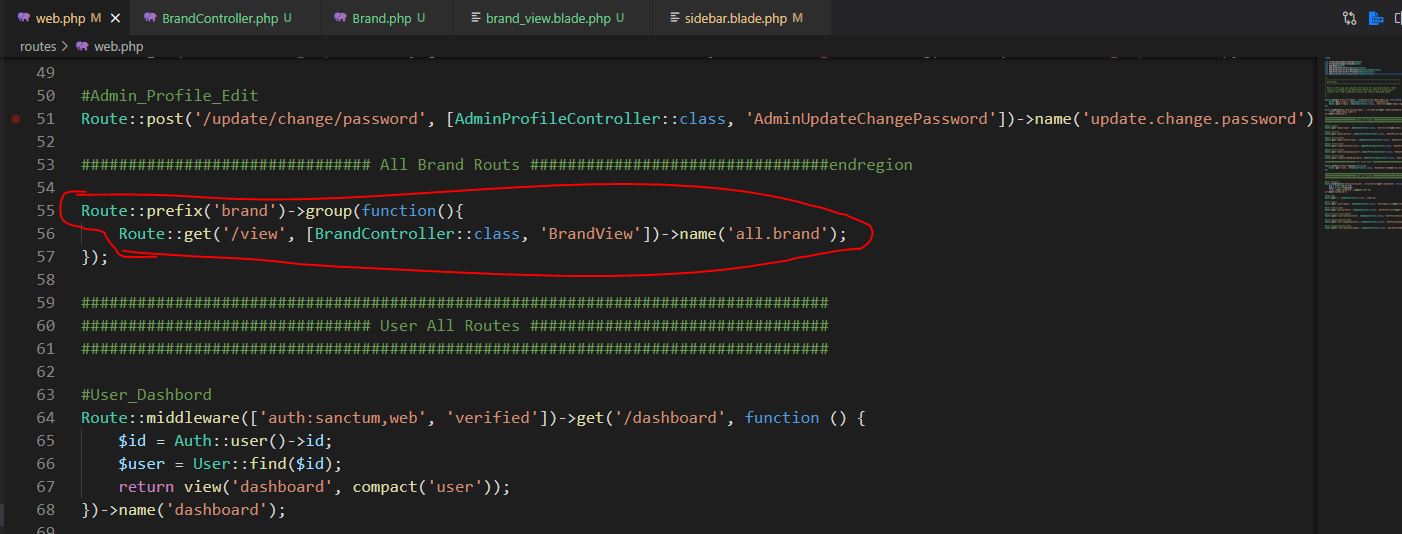 web.php M BrandController.php U Brand.php U brand_view.blade.php U sidebar.blade.php M
routes > web.php
49
50 #Admin_Profile_Edit
51 Route::post('/update/change/password', [AdminProfileController::class, 'AdminUpdateChangePassword'])->name('update.change.password')
52
53 ############################### All Brand Routs ################################endregion
54
55 Route::prefix('brand')->group(function(){
56 Route::get('/view', [BrandController::class, 'BrandView'])->name('all.brand');
57 });
58
59 ################################################################################
60 ############################### User All Routes ################################
61 ################################################################################
62
63 #User_Dashbord
64 Route::middleware(['auth:sanctum,web', 'verified'])->get('/dashboard', function () {
65 $id = Auth::user()->id;
66 $user = User::find($id);
67 return view('dashboard', compact('user'));
68 })->name('dashboard');
69